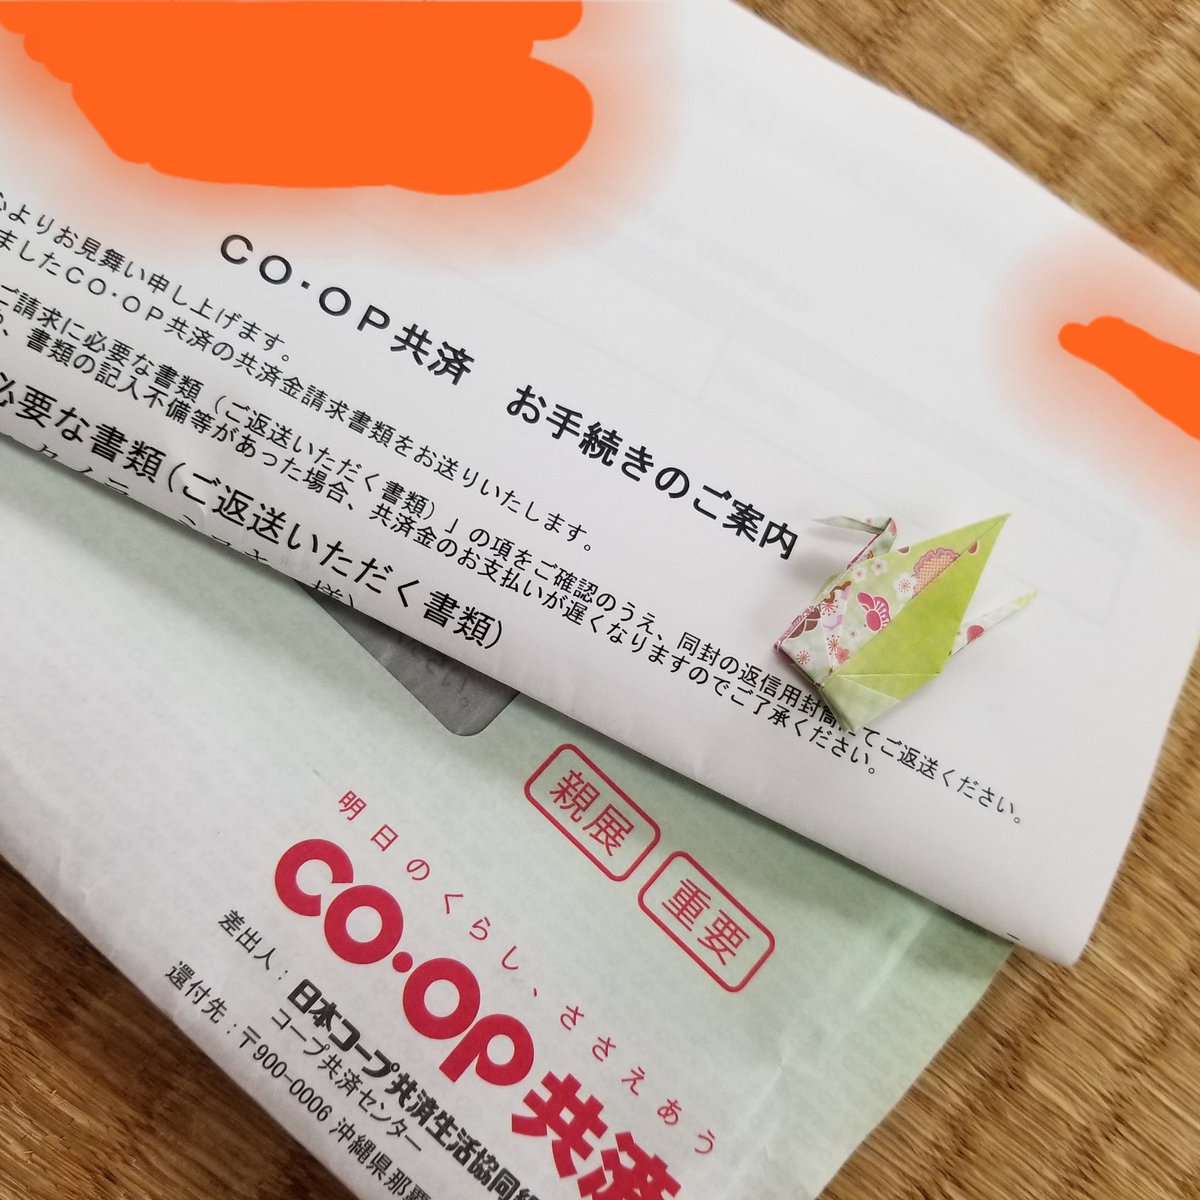 CO・OP共済　お手続きのご案内
心よりお見舞い申し上げます。
ましたCO・OP共済の共済金請求書類をお送りいたします。
ご請求に必要な書類（ご返送いただく書類）」の項をご確認のうえ、同封の返信用封筒にてご返送ください。
、書類の記入不備等があった場合、共済金のお支払いが遅くなりますのでご了承ください。
必要な書類(ご返送いただく書類)
親展
重要
明日のくらし、ささえあう
CO・OP共済
差出人：日本コープ共済生活協同組
コープ共済センター
還付先：〒900-0006 沖縄県那覇